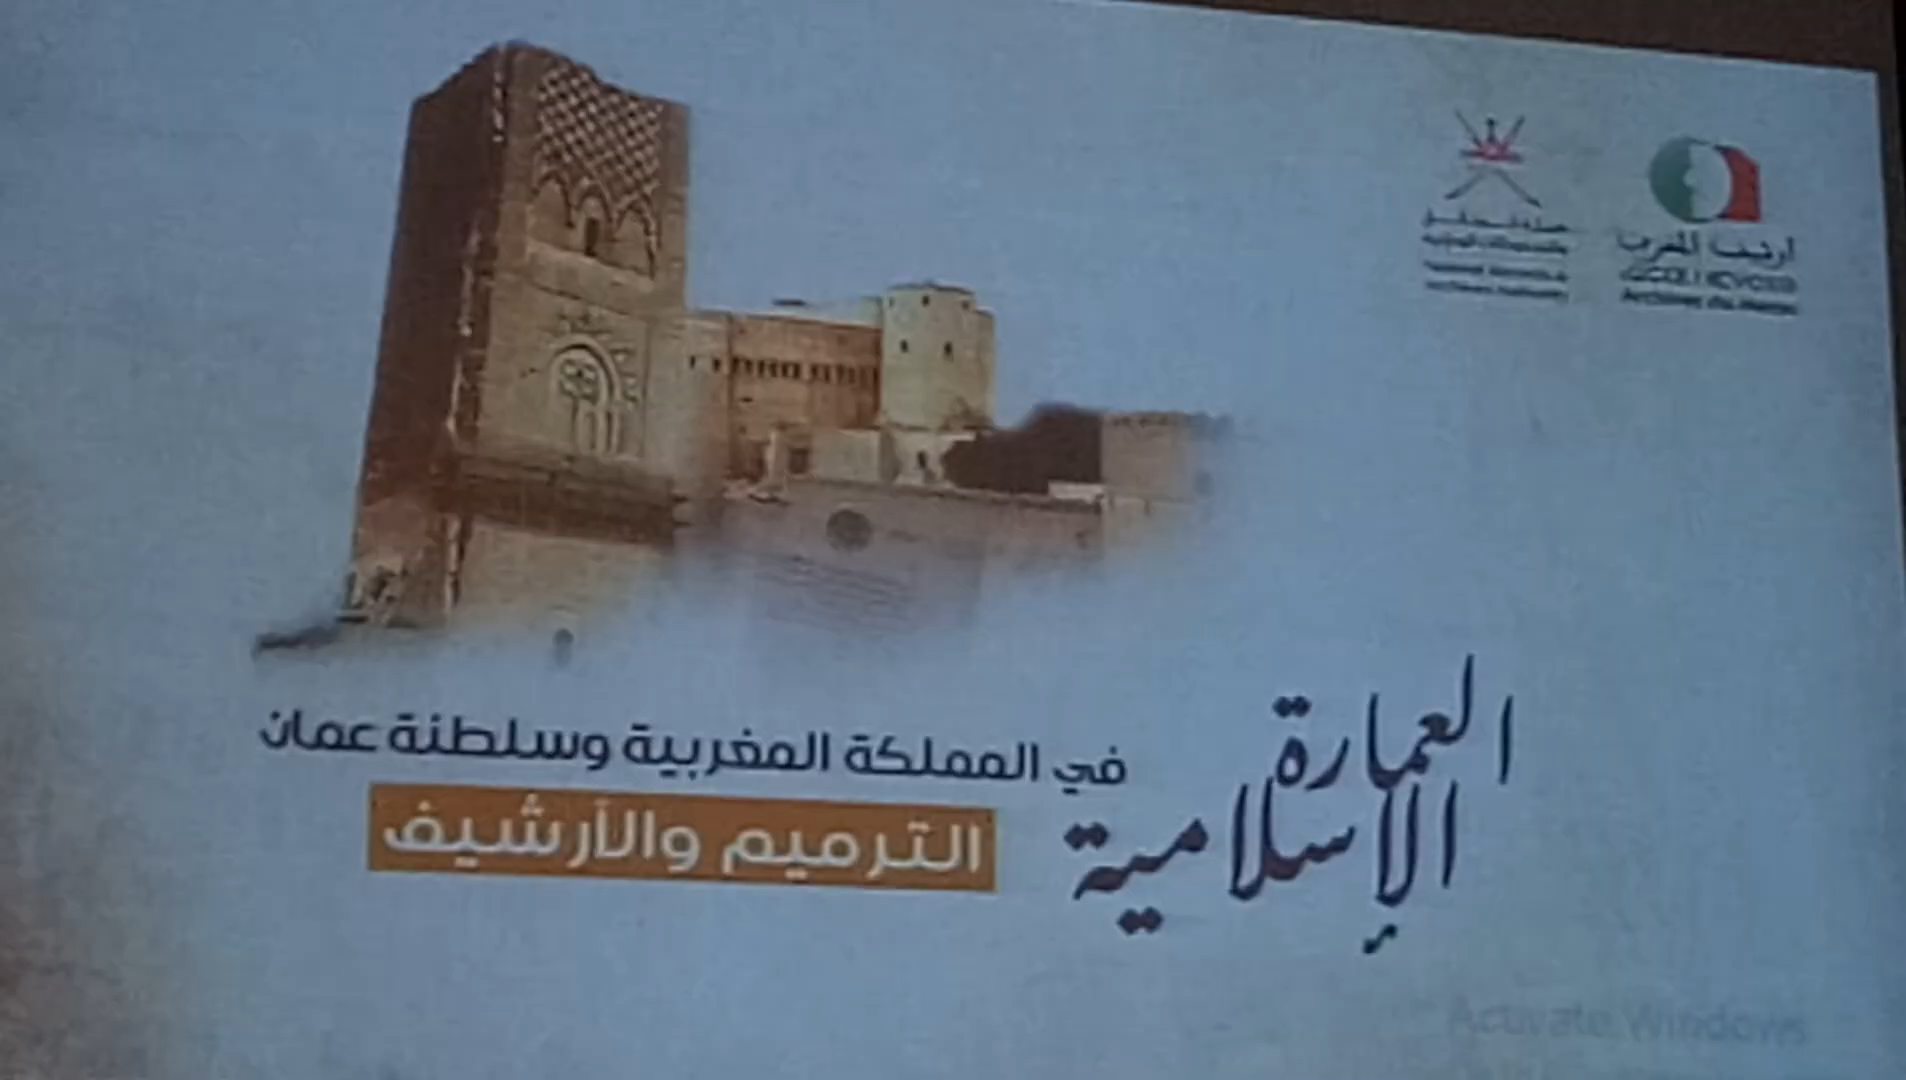 أرشيف المغرب
Archives du Maroc
العمارة
الإسلامية
في المملكة المغربية وسلطنة عمان
الترميم والأرشيف
Activate Windows